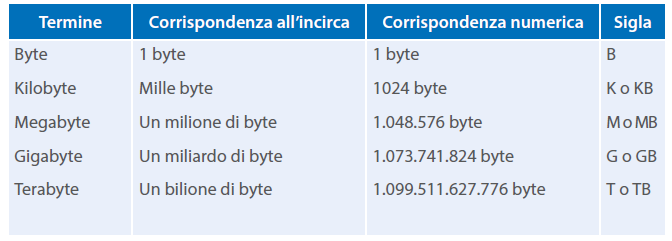 Termine Corrispondenza all'incirca Corrispondenza numerica Sigla
Byte 1 byte 1 byte B
Kilobyte Mille byte 1024 byte K o KB
Megabyte Un milione di byte 1.048.576 byte M o MB
Gigabyte Un miliardo di byte 1.073.741.824 byte G o GB
Terabyte Un bilione di byte 1.099.511.627.776 byte T o TB